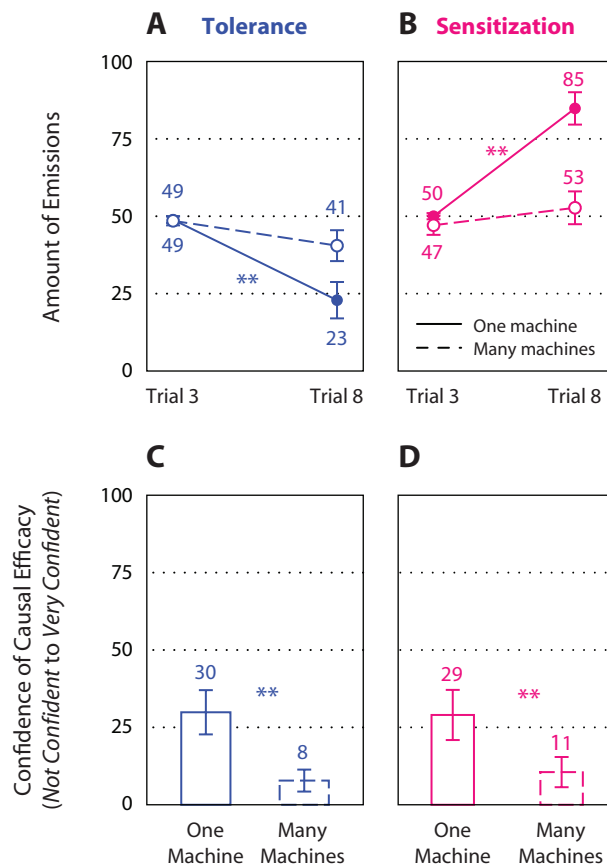 A Tolerance
B Sensitization
Amount of Emissions
100
75
50
25
0
49
49
41
**
23
50
47
**
85
53
One machine
Many machines
Trial 3
Trial 8
Trial 3
Trial 8
C
D
Confidence of Causal Efficacy
(Not Confident to Very Confident)
100
75
50
25
0
30
**
8
29
**
11
One
Machine
Many
Machines
One
Machine
Many
Machines